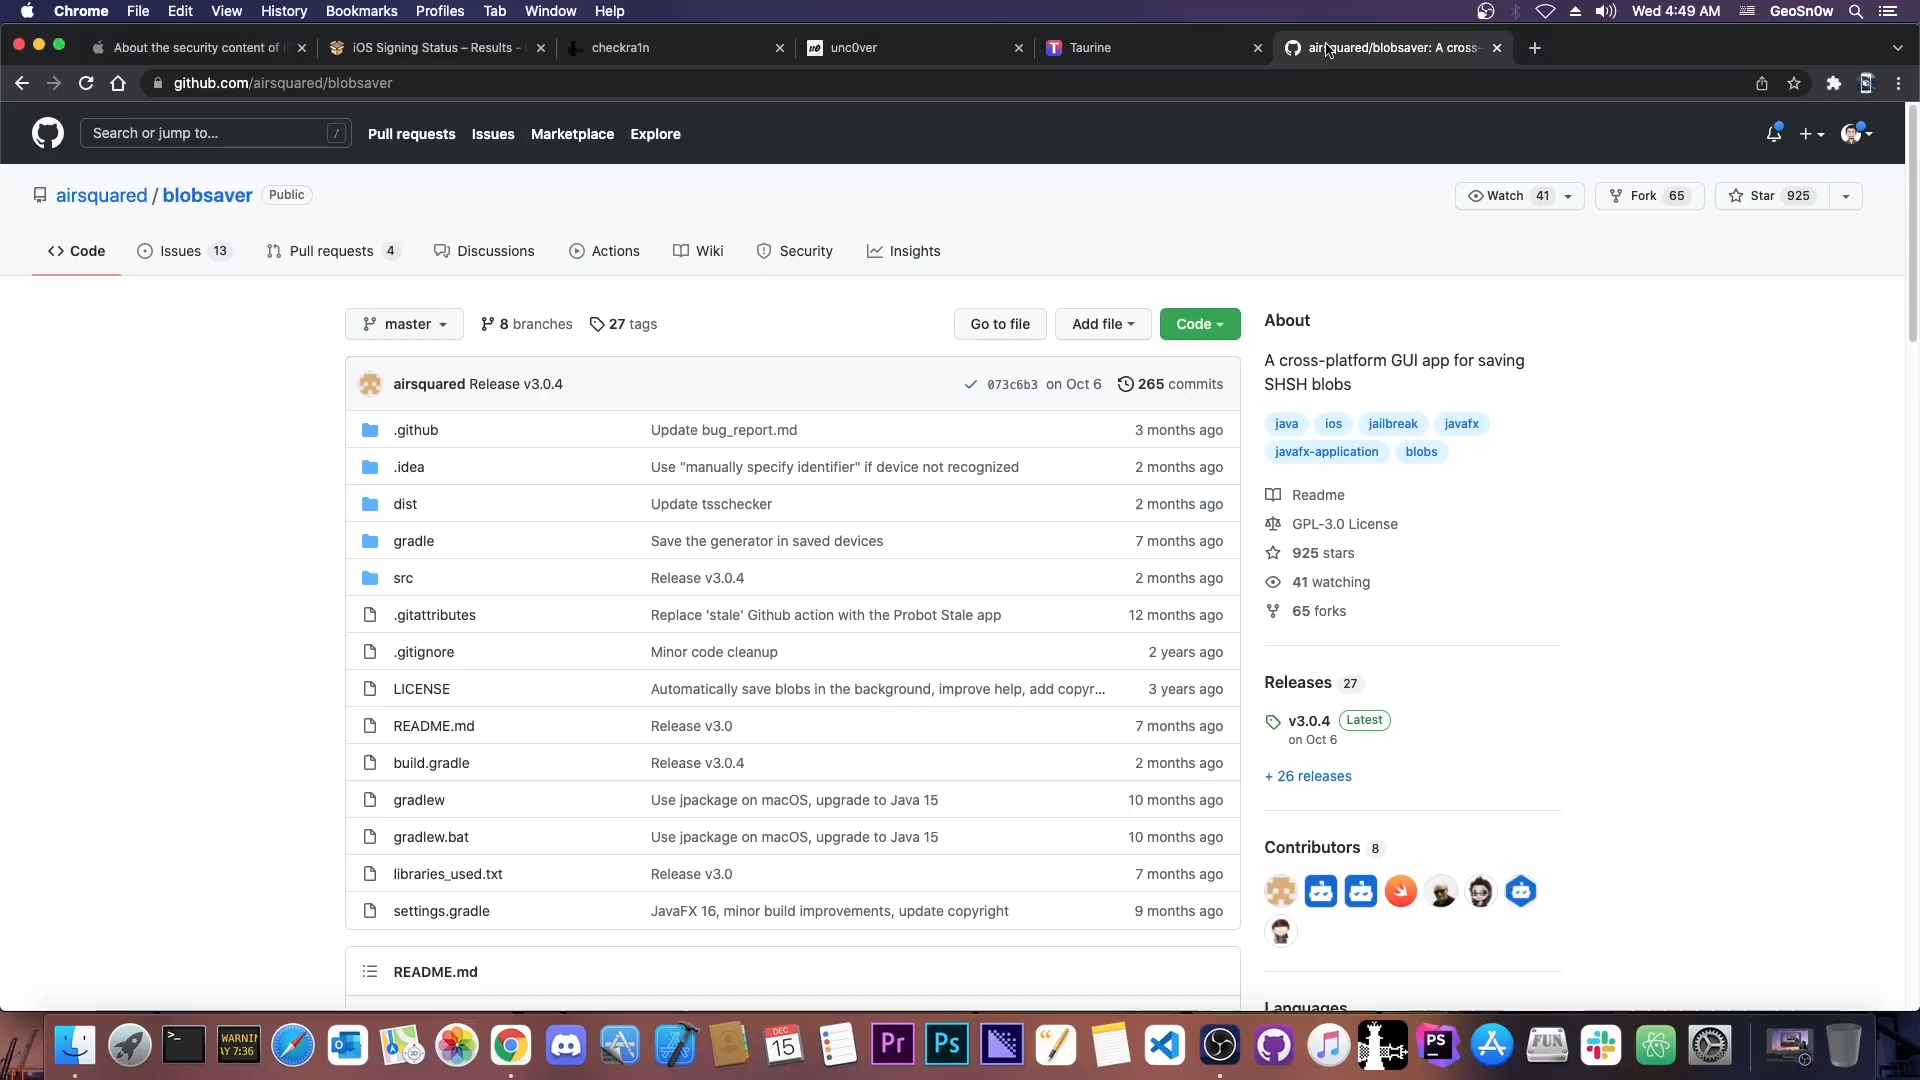 Chrome File Edit View History Bookmarks Profiles Tab Window Help Wed 4:49 AM GeoSn0w
About the security content of i iOS Signing Status – Results - checkra1n unc0ver Taurine airsquared/blobsaver: A cross-
github.com/airsquared/blobsaver
Search or jump to... / Pull requests Issues Marketplace Explore
airsquared / blobsaver Public Watch 41 Fork 65 Star 925
Code Issues 13 Pull requests 4 Discussions Actions Wiki Security Insights
master 8 branches 27 tags Go to file Add file Code
airsquared Release v3.0.4 073c6b3 on Oct 6 265 commits
.github Update bug_report.md 3 months ago
.idea Use "manually specify identifier" if device not recognized 2 months ago
dist Update tsschecker 2 months ago
gradle Save the generator in saved devices 7 months ago
src Release v3.0.4 2 months ago
.gitattributes Replace 'stale' Github action with the Probot Stale app 12 months ago
.gitignore Minor code cleanup 2 years ago
LICENSE Automatically save blobs in the background, improve help, add copyr... 3 years ago
README.md Release v3.0 7 months ago
build.gradle Release v3.0.4 2 months ago
gradlew Use jpackage on macOS, upgrade to Java 15 10 months ago
gradlew.bat Use jpackage on macOS, upgrade to Java 15 10 months ago
libraries_used.txt Release v3.0 7 months ago
settings.gradle JavaFX 16, minor build improvements, update copyright 9 months ago
README.md
About
A cross-platform GUI app for saving
SHSH blobs
java ios jailbreak javafx
javafx-application blobs
Readme
GPL-3.0 License
925 stars
41 watching
65 forks
Releases 27
v3.0.4 Latest
on Oct 6
+ 26 releases
Contributors 8
Languages
WARNIN
AY 7:36
DEC
15
Pr
Ps
PS
FUN